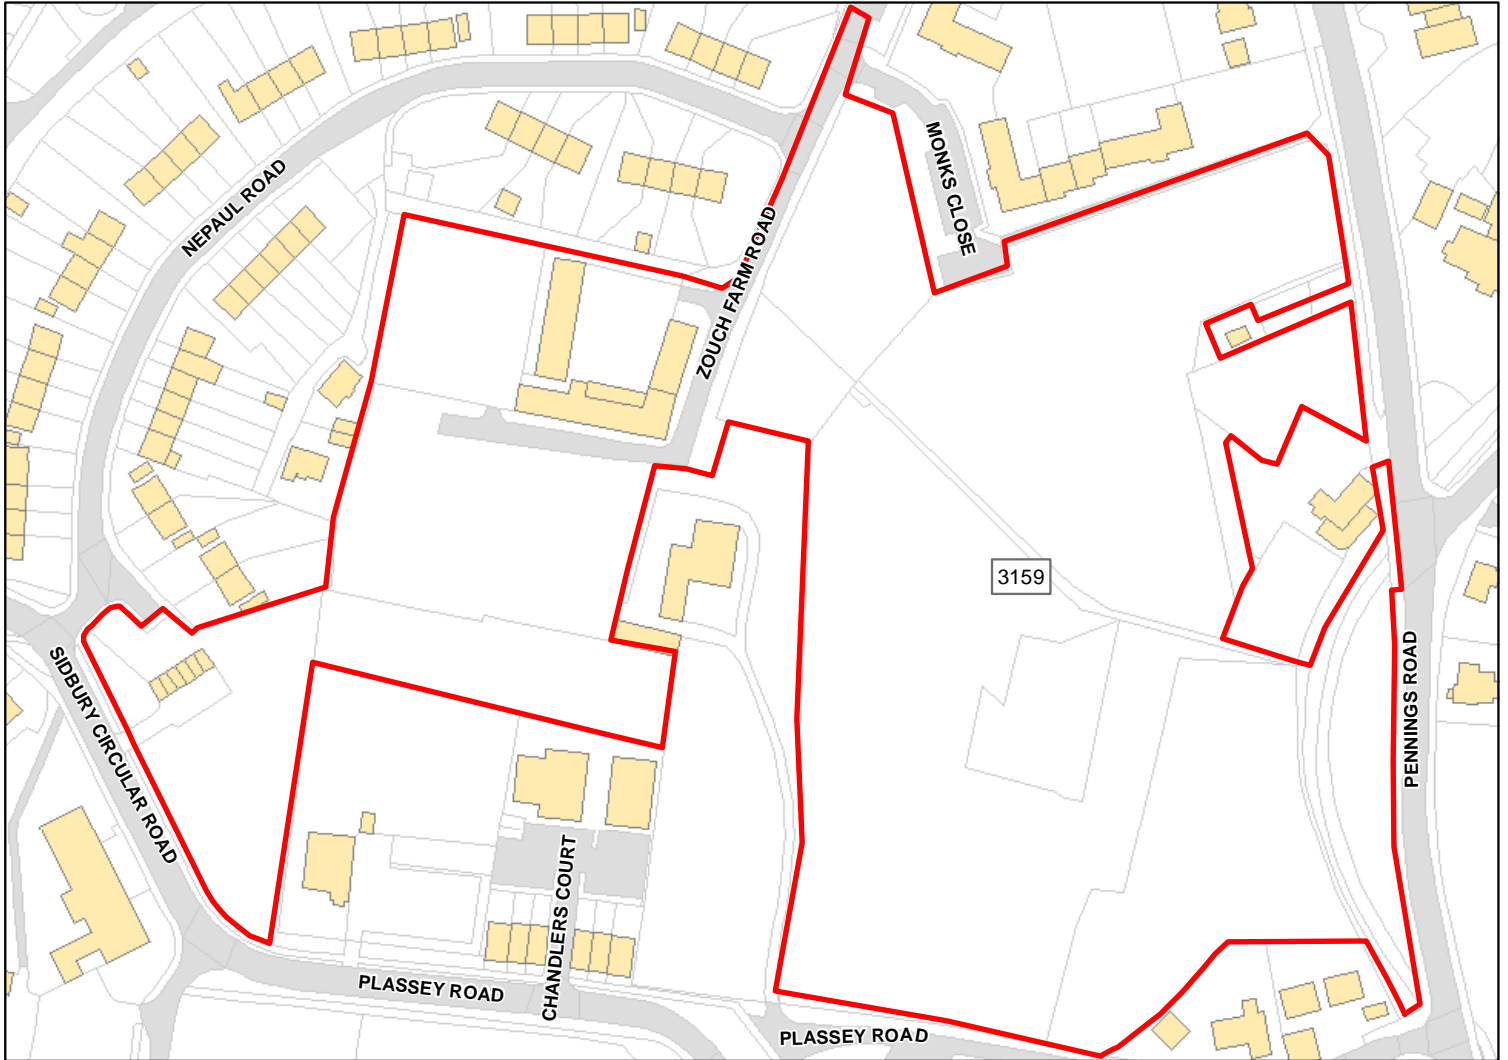 MONKS CLOSE
NEPAUL ROAD
ZOUCH FARM ROAD
3159
SIDBURY CIRCULAR ROAD
PENNINGS ROAD
CHANDLERS COURT
PLASSEY ROAD
PLASSEY ROAD